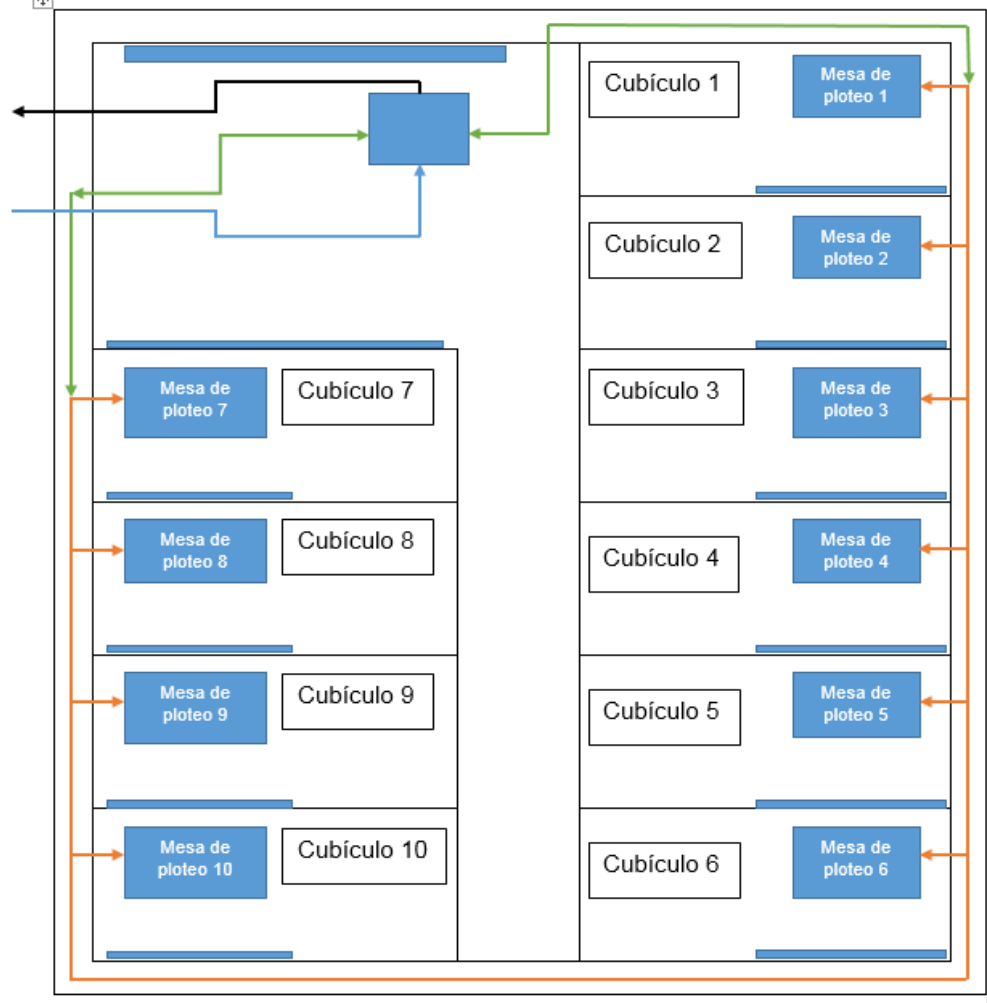 Cubículo 1
Mesa de
ploteo 1
Cubículo 2
Mesa de
ploteo 2
Cubículo 3
Mesa de
ploteo 3
Cubículo 4
Mesa de
ploteo 4
Cubículo 5
Mesa de
ploteo 5
Cubículo 6
Mesa de
ploteo 6
Mesa de
ploteo 7
Cubículo 7
Mesa de
ploteo 8
Cubículo 8
Mesa de
ploteo 9
Cubículo 9
Mesa de
ploteo 10
Cubículo 10